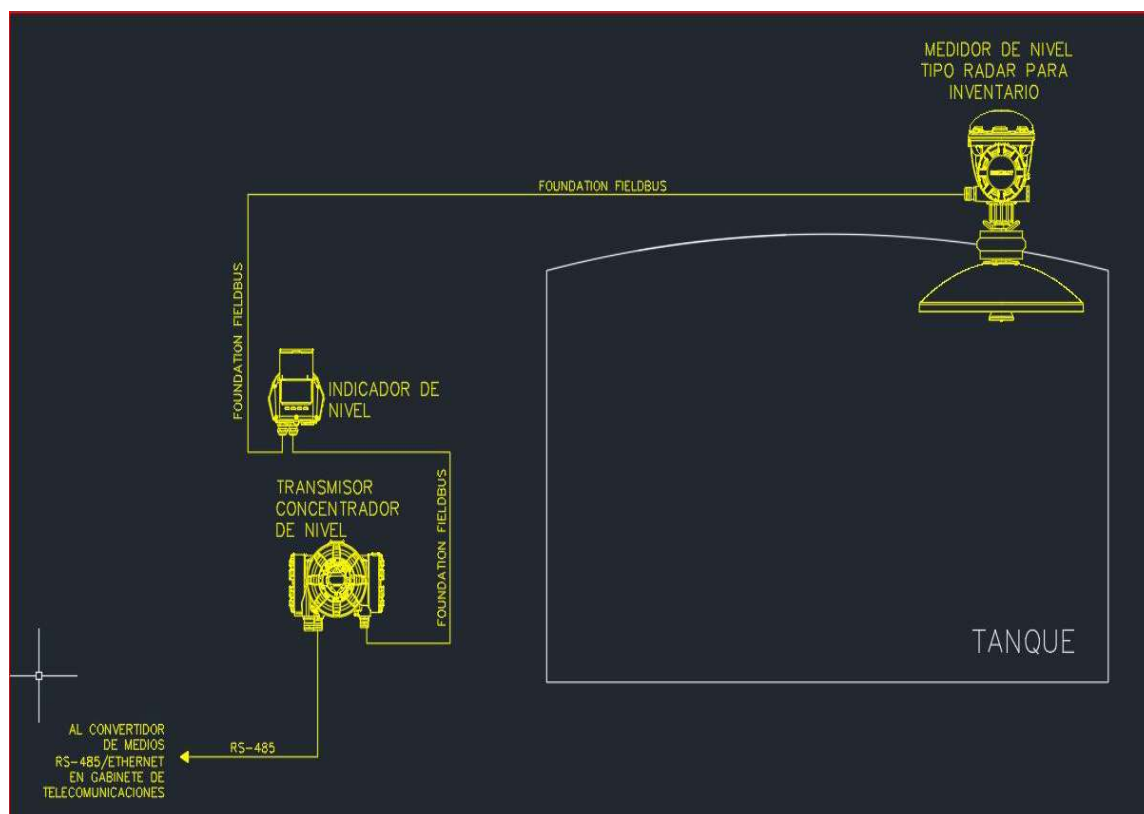 MEDIDOR DE NIVEL
TIPO RADAR PARA
INVENTARIO
FOUNDATION FIELDBUS
FOUNDATION FIELDBUS
INDICADOR DE
NIVEL
TRANSMISOR
CONCENTRADOR
DE NIVEL
FOUNDATION FIELDBUS
TANQUE
AL CONVERTIDOR
DE MEDIOS
RS-485/ETHERNET
EN GABINETE DE
TELECOMUNICACIONES
RS-485